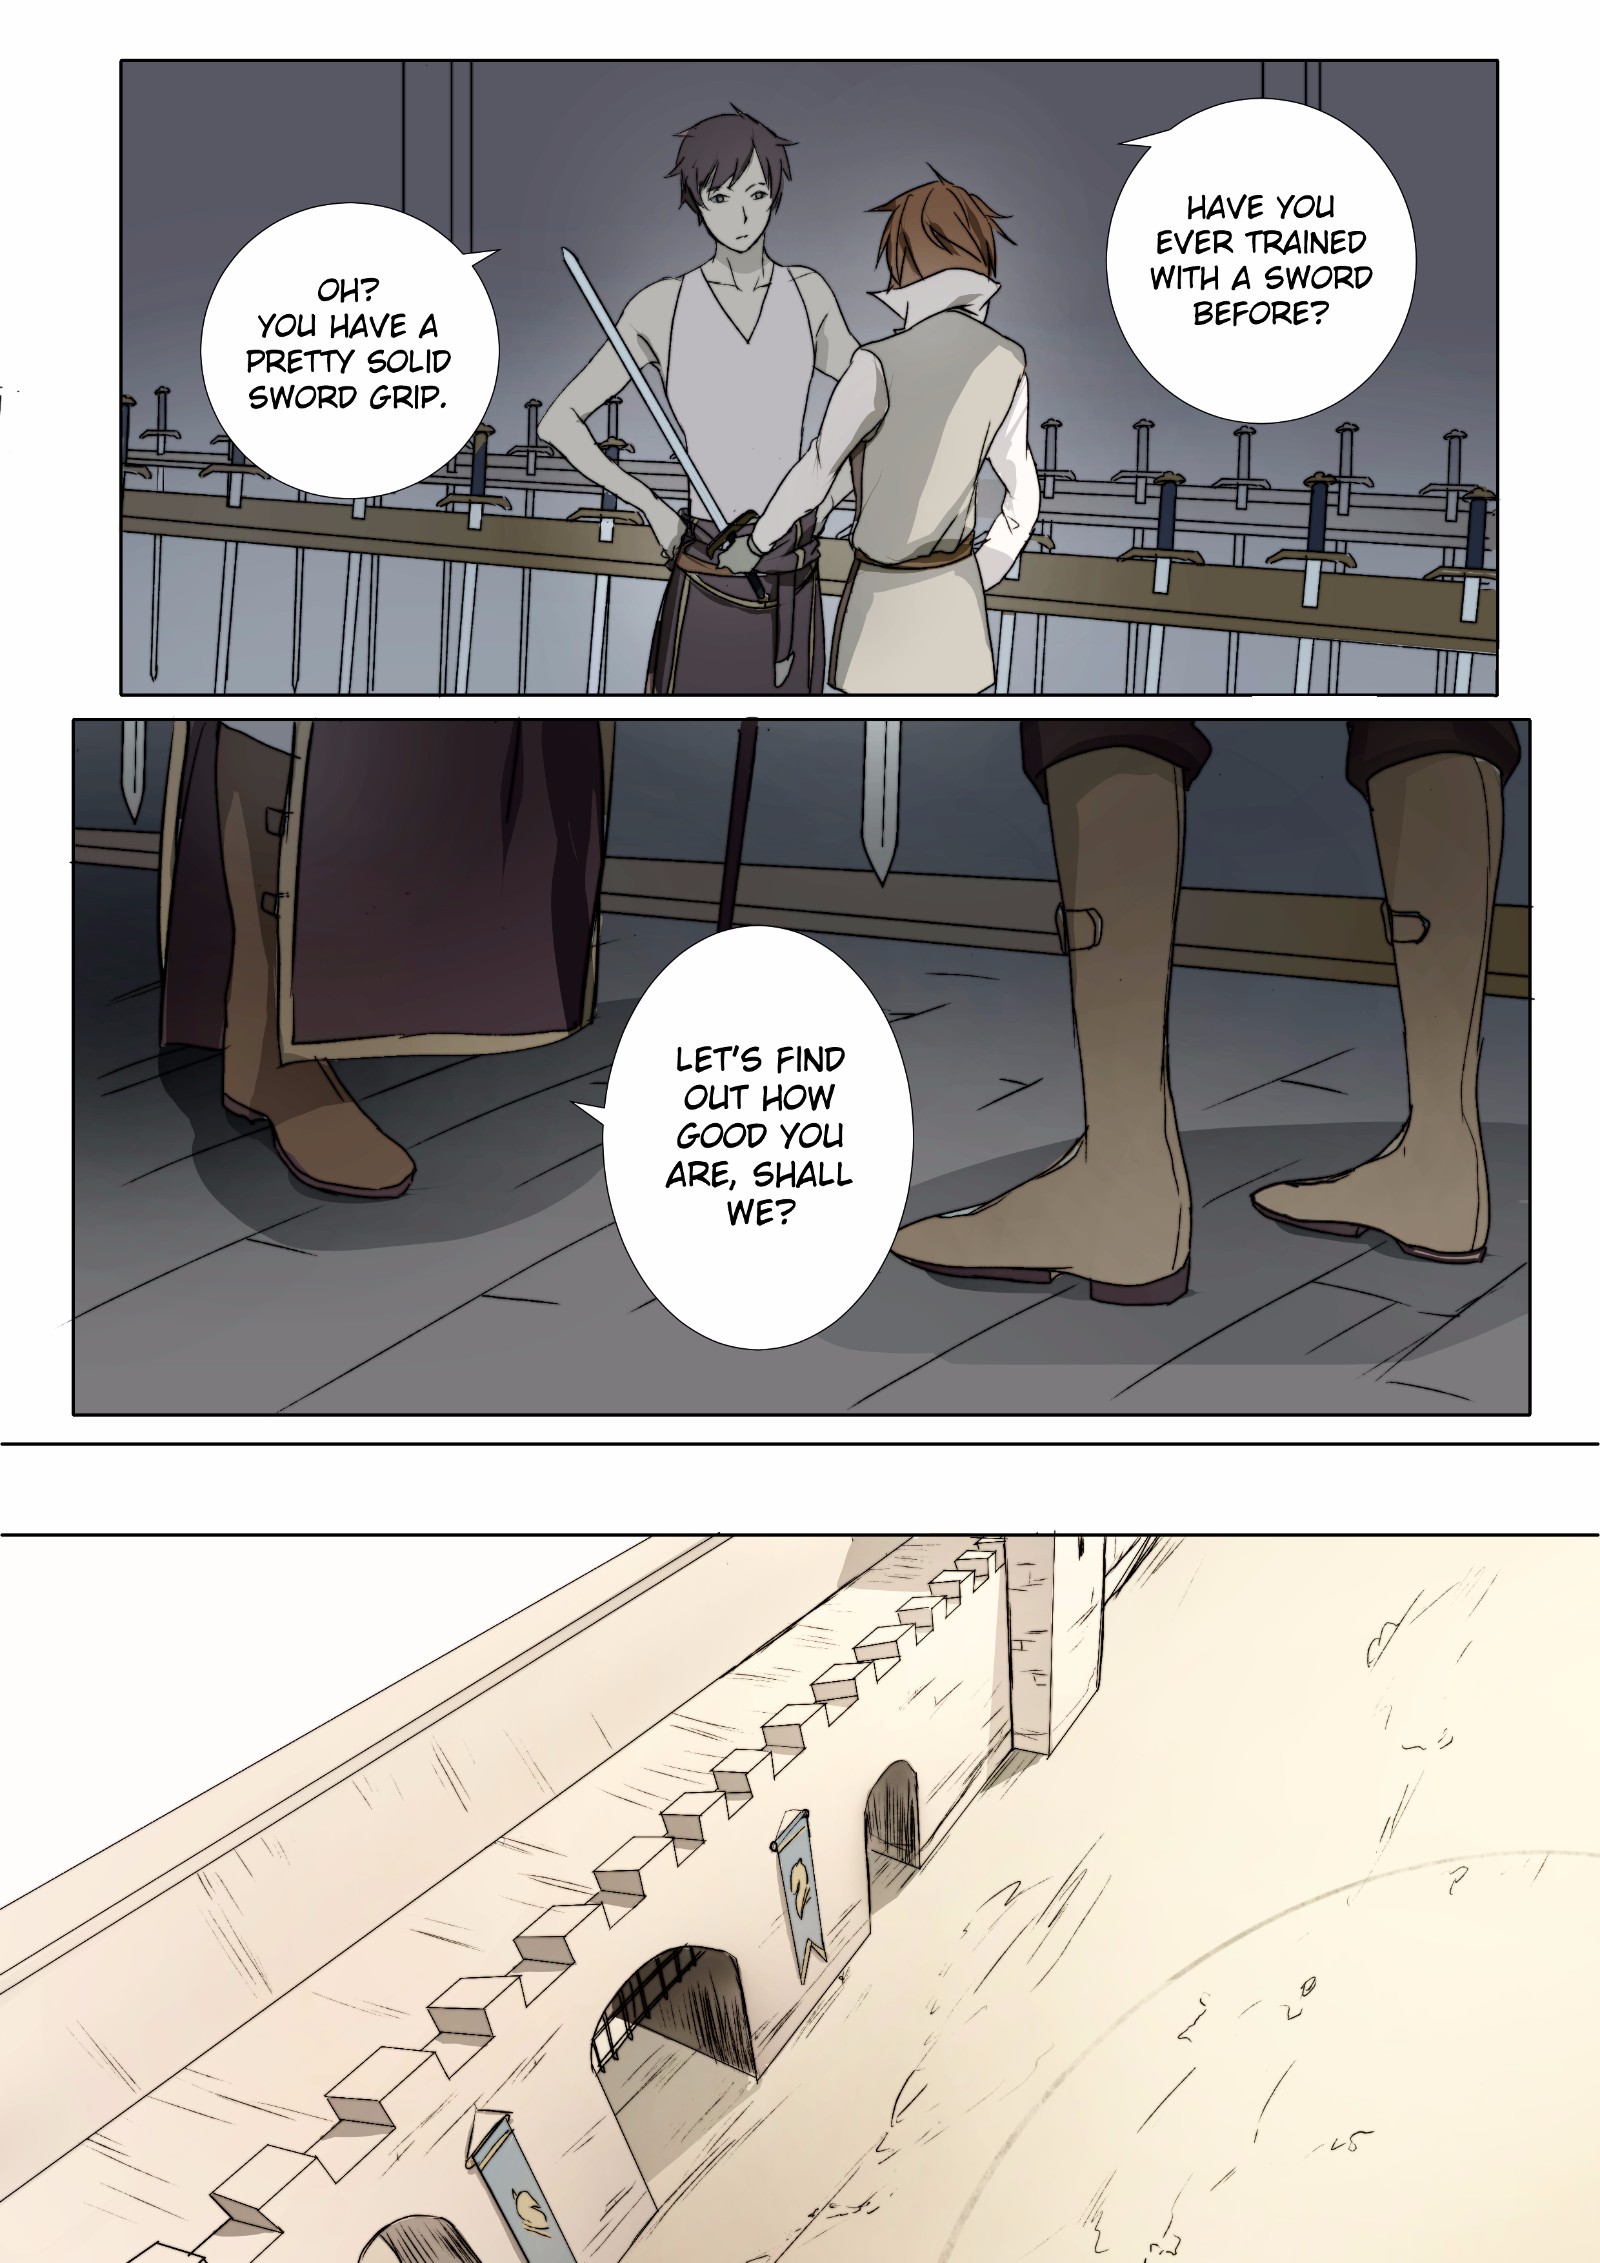 OH?
YOU HAVE A
PRETTY SOLID
SWORD GRIP.
HAVE YOU
EVER TRAINED
WITH A SWORD
BEFORE?
LET'S FIND
OUT HOW
GOOD YOU
ARE, SHALL
WE?